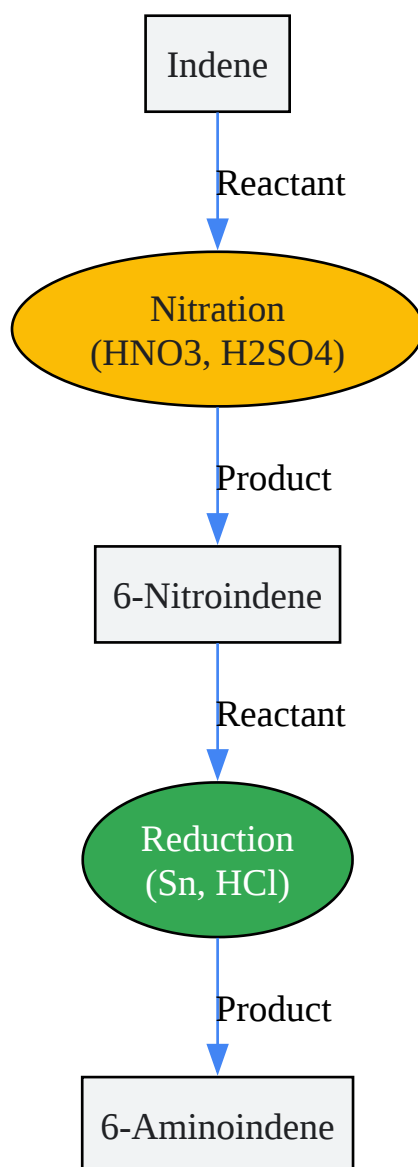 Indene
Reactant
Nitration
(HNO3, H2SO4)
Product
6-Nitroindene
Reactant
Reduction
(Sn, HCl)
Product
6-Aminoindene